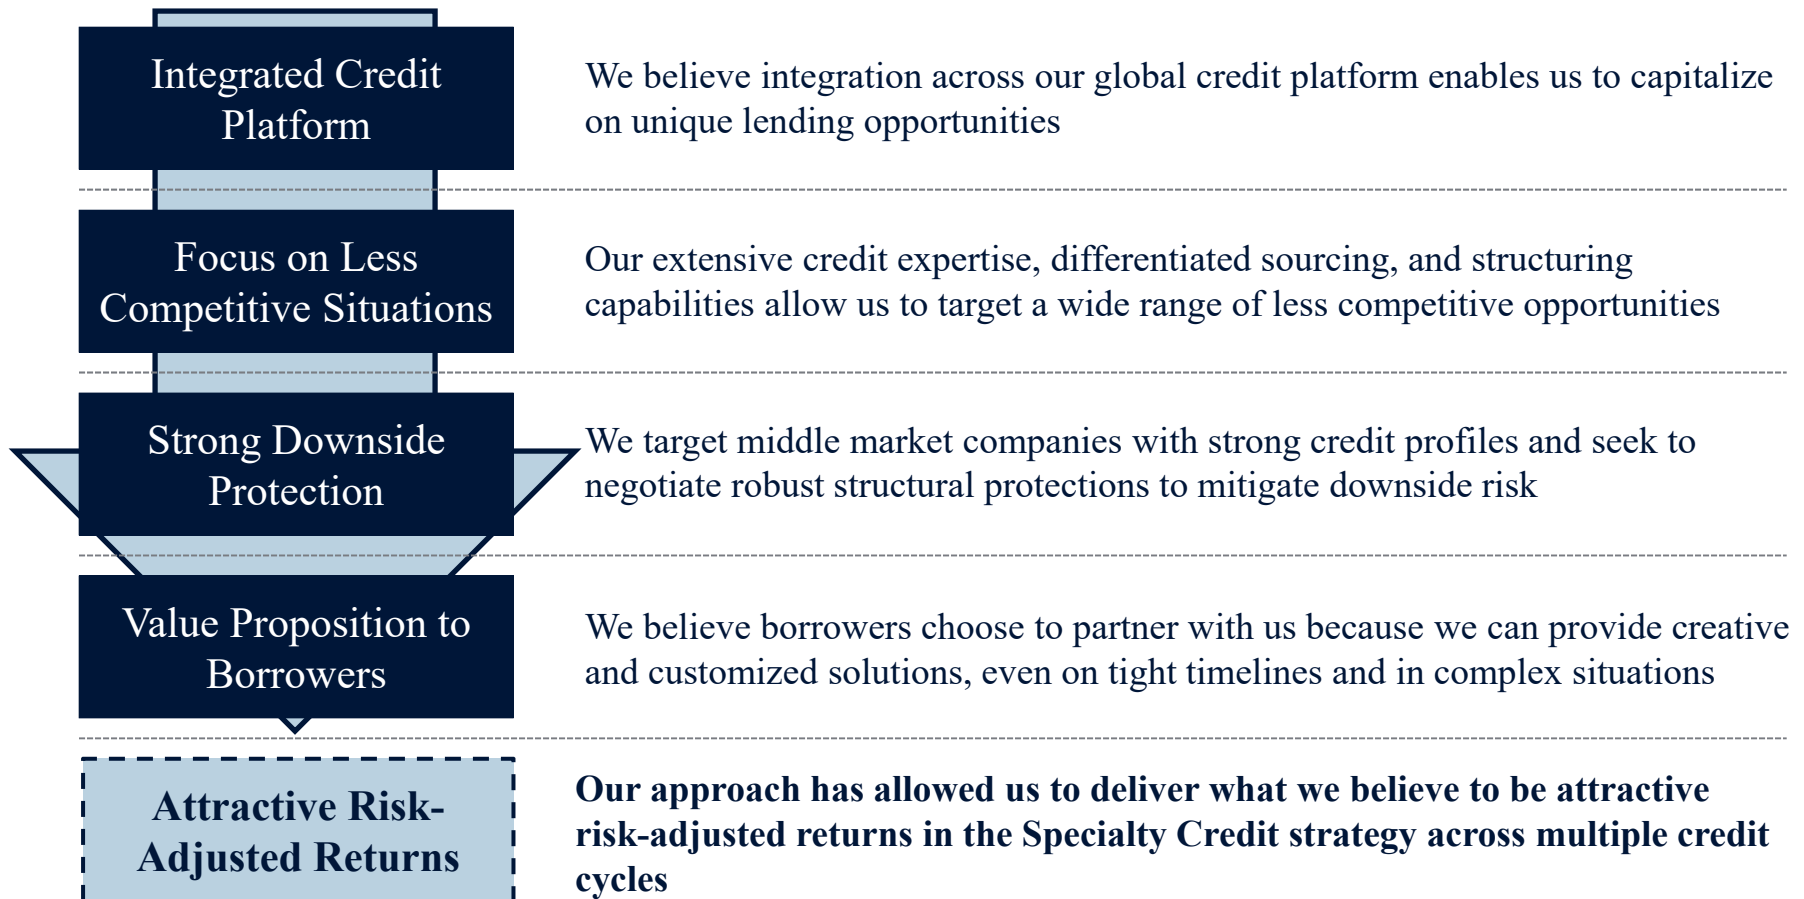 Integrated Credit
Platform
We believe integration across our global credit platform enables us to capitalize
on unique lending opportunities
Focus on Less
Competitive Situations
Our extensive credit expertise, differentiated sourcing, and structuring
capabilities allow us to target a wide range of less competitive opportunities
Strong Downside
Protection
We target middle market companies with strong credit profiles and seek to
negotiate robust structural protections to mitigate downside risk
Value Proposition to
Borrowers
We believe borrowers choose to partner with us because we can provide creative
and customized solutions, even on tight timelines and in complex situations
Attractive Risk-
Adjusted Returns
Our approach has allowed us to deliver what we believe to be attractive
risk-adjusted returns in the Specialty Credit strategy across multiple credit
cycles